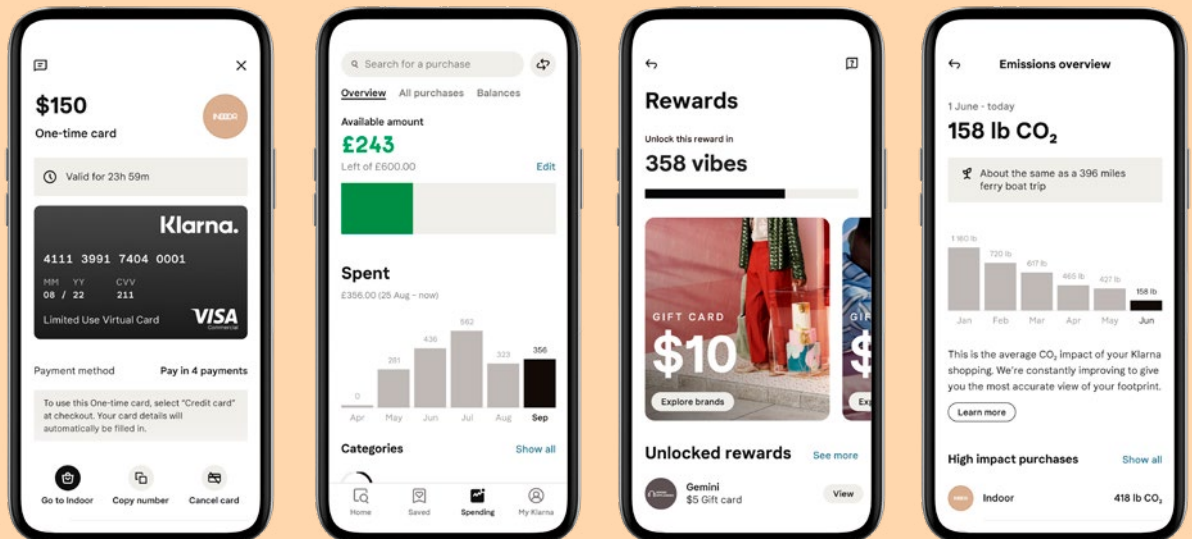 $150
INDOOR
One-time card
Valid for 23h 59m
Klarna.
4111 3991 7404 0001
MM YY CVV
08 / 22 211
Limited Use Virtual Card
VISA
Commercial
Payment method Pay in 4 payments
To use this One-time card, select "Credit card"
at checkout. Your card details will
automatically be filled in.
Go to Indoor Copy number Cancel card
Search for a purchase
Overview All purchases Balances
Available amount
£243
Left of £600.00 Edit
Spent
£356.00 (25 Aug – now)
0 281 436 562 323 356
Apr May Jun Jul Aug Sep
Categories Show all
Home Saved Spending My Klarna
Rewards
Unlock this reward in
358 vibes
GIFT CARD GIF
$10 $
Explore brands Exp
Unlocked rewards See more
Gemini
$5 Gift card
View
Emissions overview
1 June - today
158 lb CO₂
About the same as a 396 miles
ferry boat trip
1 160 lb 720 lb 617 lb 465 lb 427 lb 158 lb
Jan Feb Mar Apr May Jun
This is the average CO₂ impact of your Klarna
shopping. We're constantly improving to give
you the most accurate view of your footprint.
Learn more
High impact purchases Show all
Indoor 418 lb CO₂